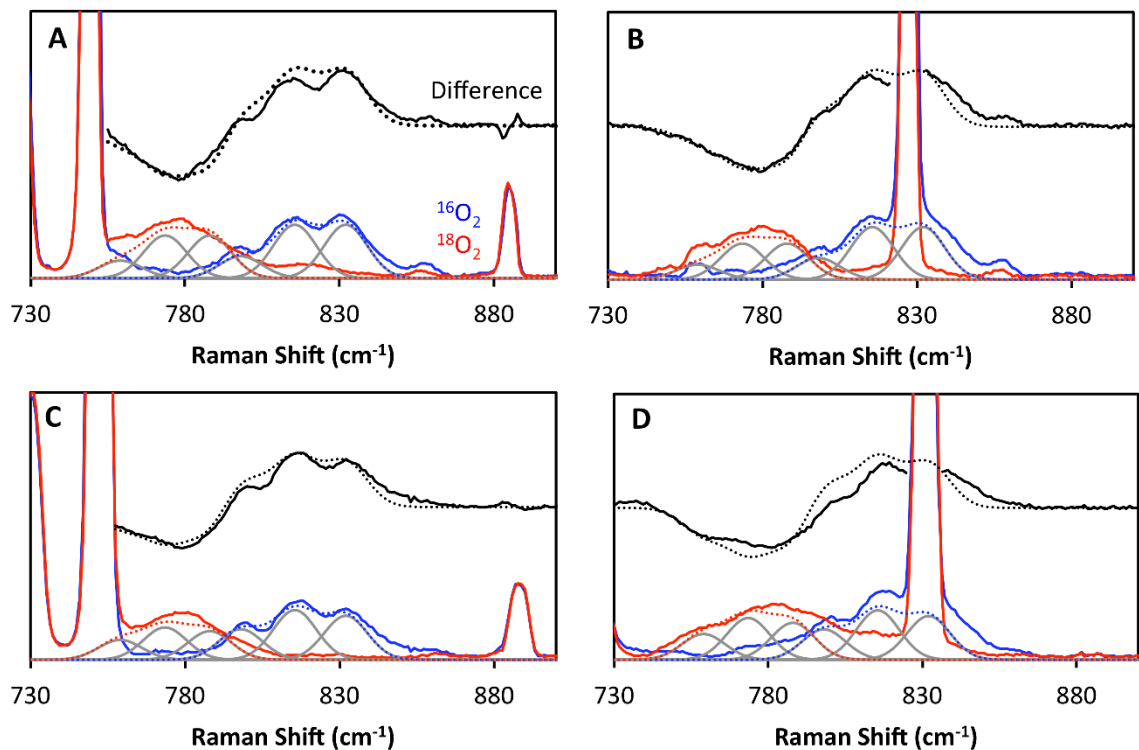 A
Difference
¹⁶O₂
¹⁸O₂
730 780 830 880
Raman Shift (cm⁻¹)
B
730 780 830 880
Raman Shift (cm⁻¹)
C
730 780 830 880
Raman Shift (cm⁻¹)
D
730 780 830 880
Raman Shift (cm⁻¹)